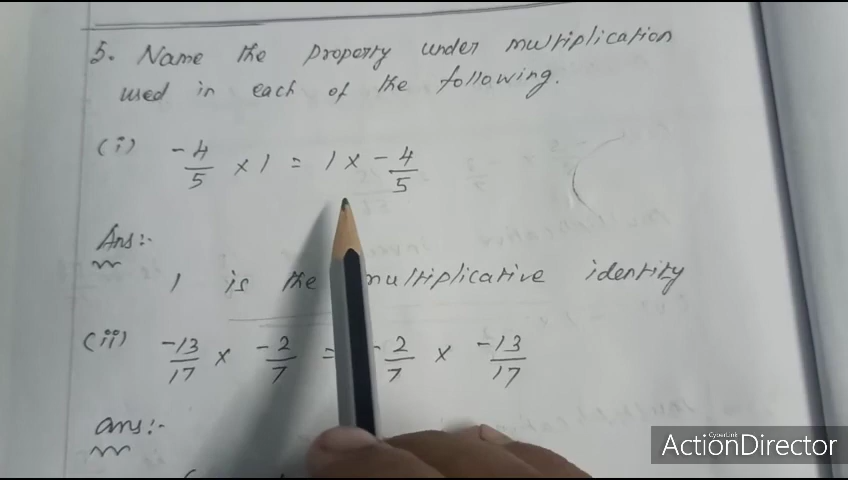 5. Name the property under multiplication
used in each of the following.
(i) -4/5 × 1 = 1 × -4/5
Ans:-
1 is the multiplicative identity
(ii) -13/17 × -2/7 = -2/7 × -13/17
ans:-
CyberLink
ActionDirector